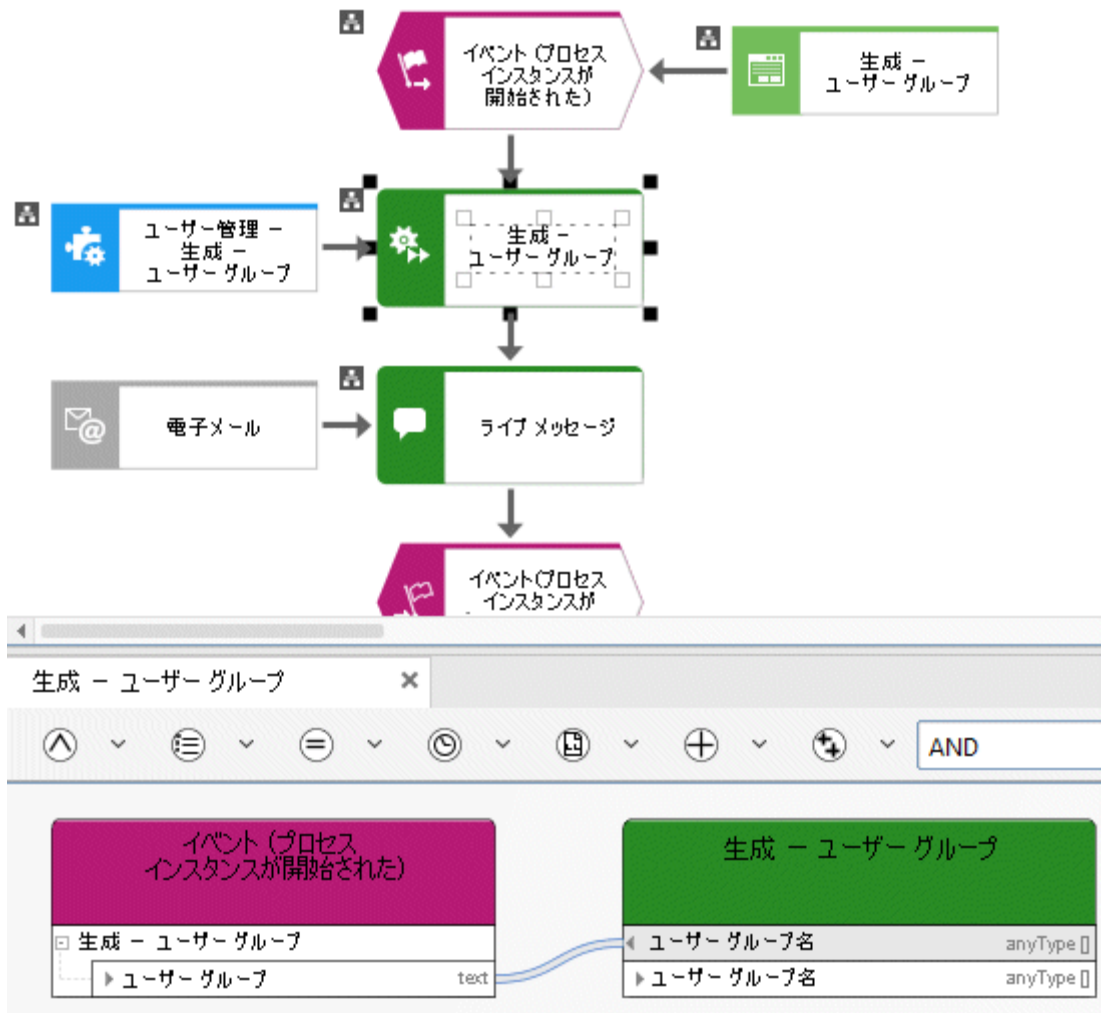 イベント (プロセス
インスタンスが
開始された)
生成 －
ユーザー グループ
ユーザー管理 －
生成 －
ユーザー グループ
生成 －
ユーザー グループ
電子メール
ライブ メッセージ
イベント(プロセス
インスタンスが
生成 － ユーザー グループ
AND
イベント (プロセス
インスタンスが開始された)
生成 － ユーザー グループ
生成 － ユーザー グループ
ユーザー グループ名 anyType []
ユーザー グループ text
ユーザー グループ名 anyType []